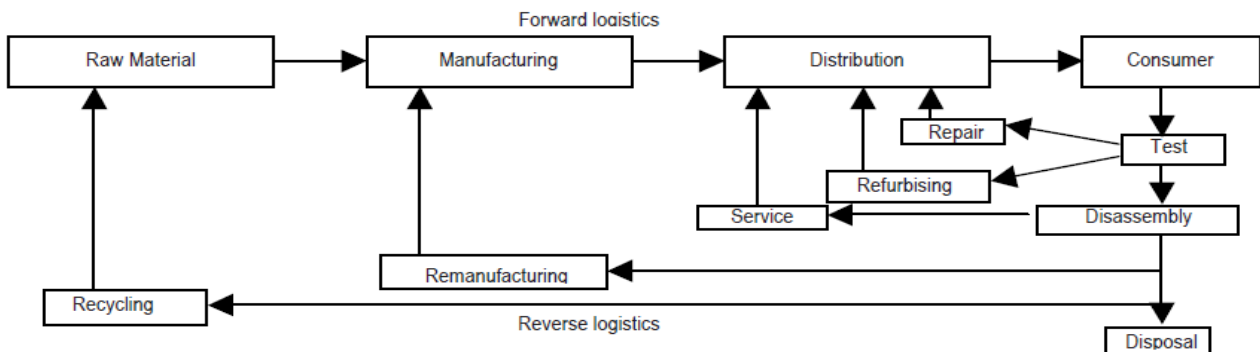 Forward logistics
Raw Material
Manufacturing
Distribution
Consumer
Repair
Test
Refurbising
Service
Disassembly
Remanufacturing
Recycling
Reverse logistics
Disposal